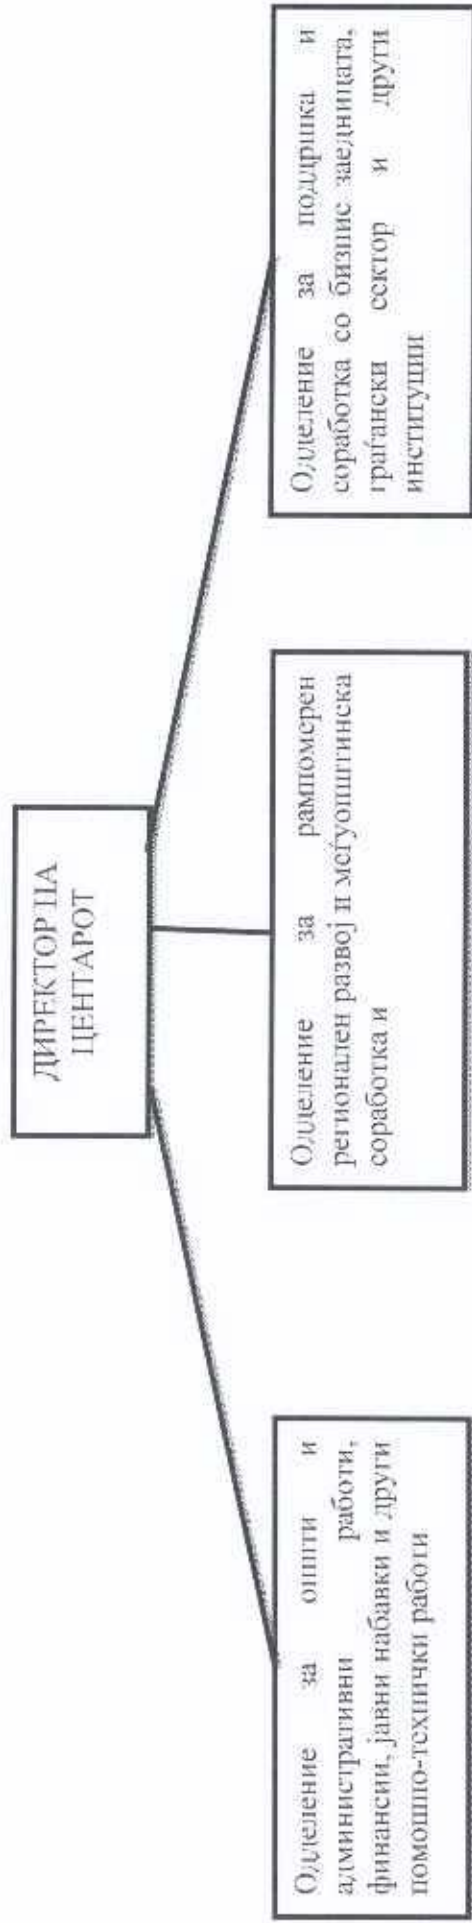 ДИРЕКТОР НА
ЦЕНТАРОТ
Одделение за општи и
административни работи,
финансии, јавни набавки и други
помошно-технички работи
Одделение за рамномерен
регионален развој и меѓуопштинска
соработка и
Одделение за поддршка и
соработка со бизнис заедницата,
граѓански сектор и други
институции